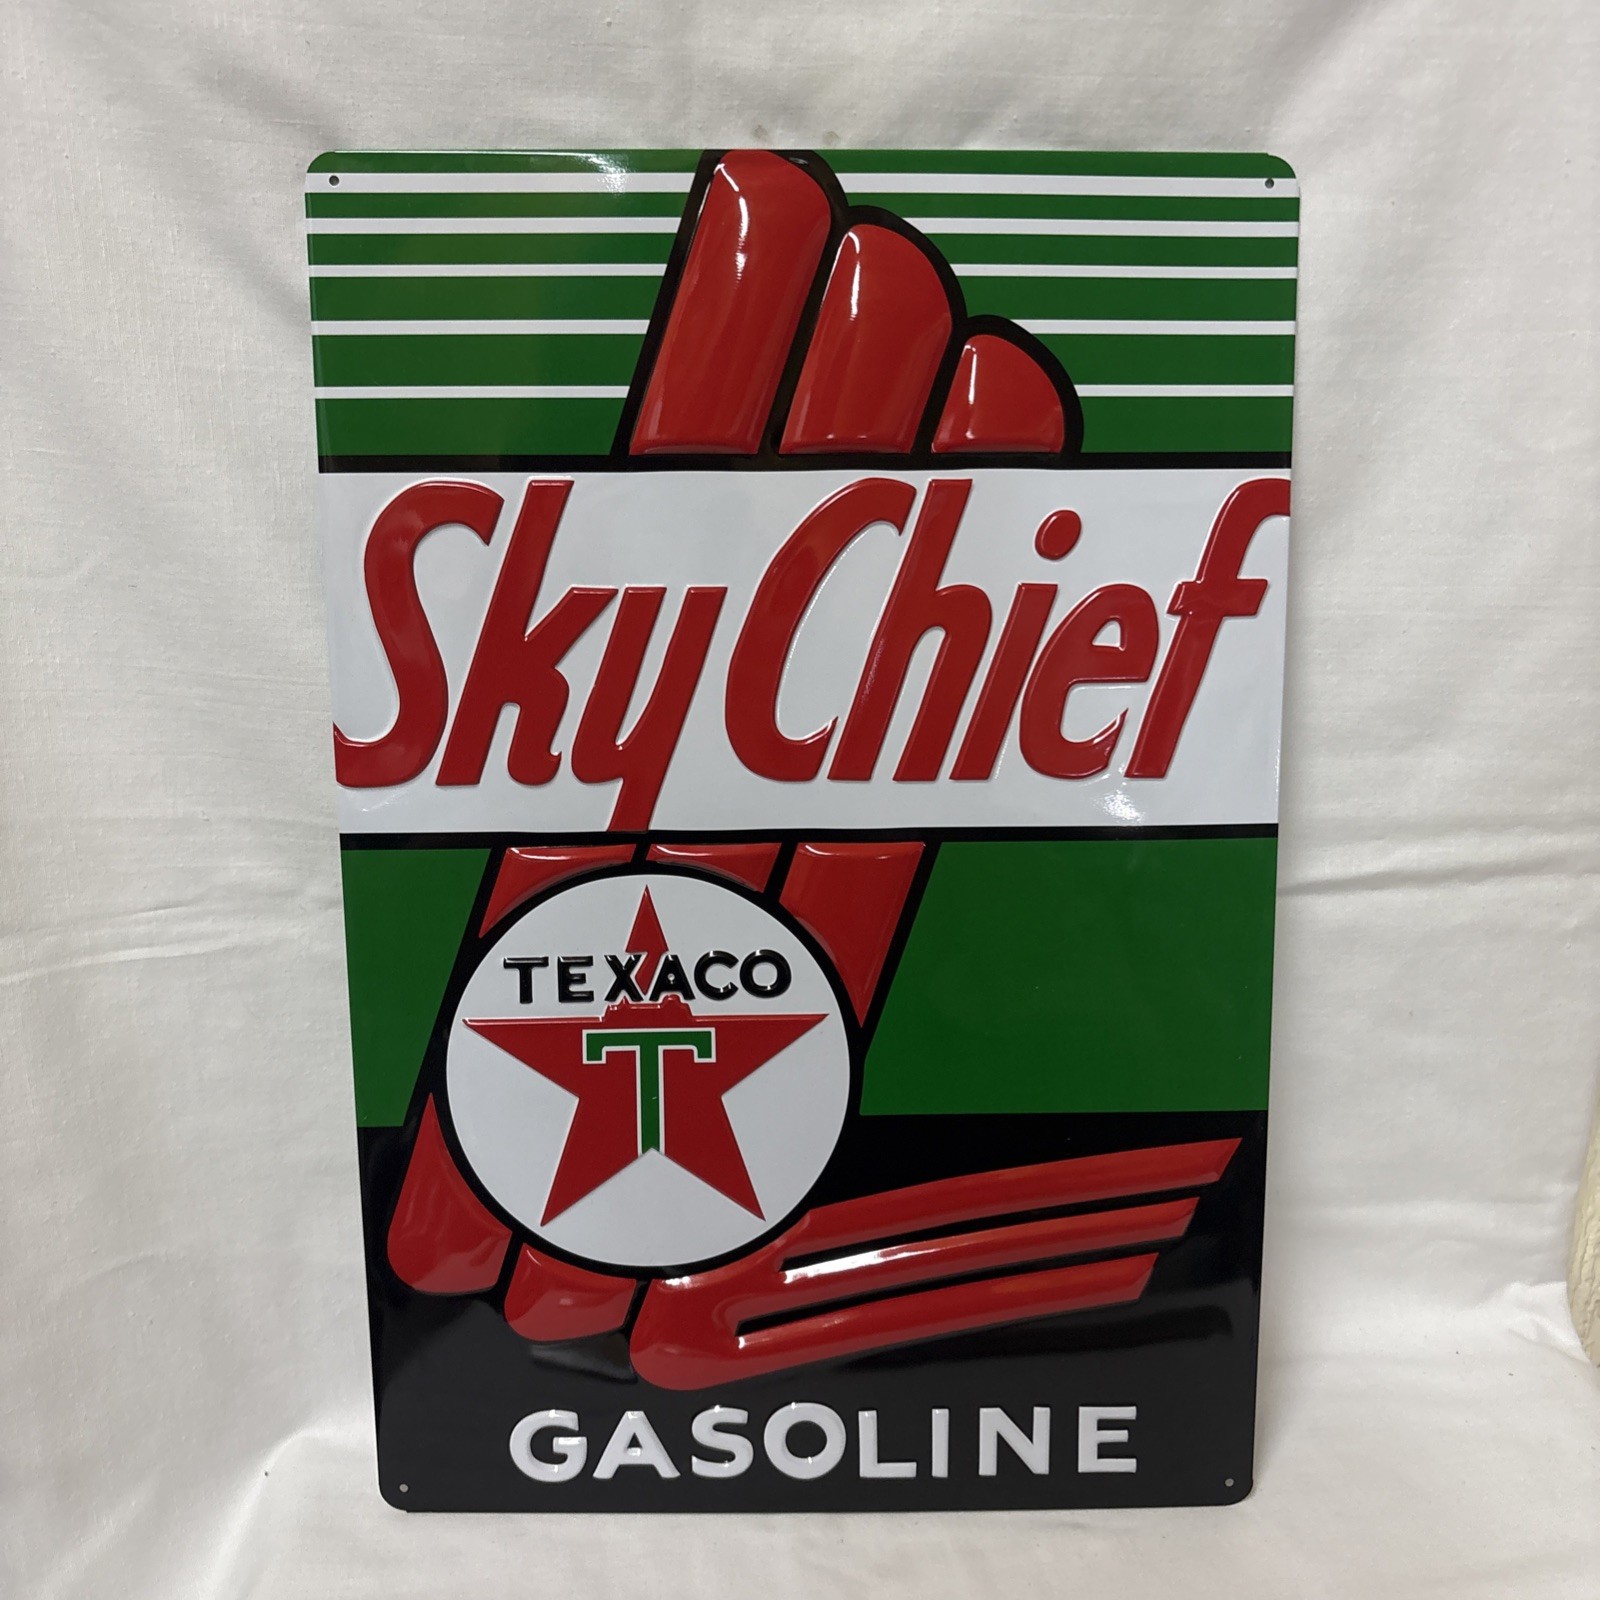 Sky Chief
TEXACO
T
GASOLINE